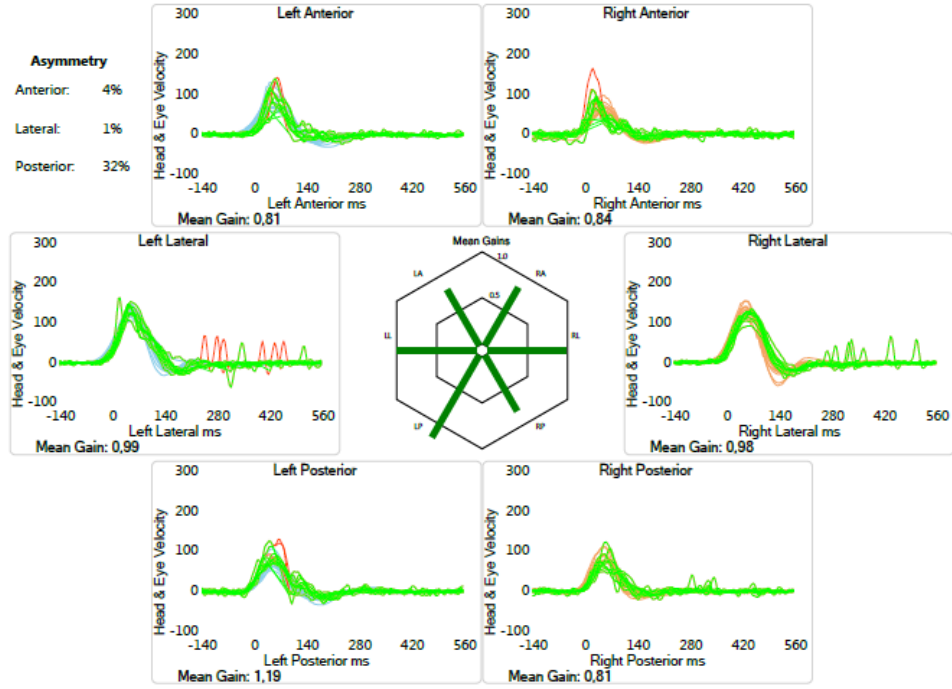 Asymmetry
Anterior: 4%
Lateral: 1%
Posterior: 32%
Left Anterior
Head & Eye Velocity
300
200
100
0
-100
-140 0 140 280 420 560
Left Anterior ms
Mean Gain: 0,81
Right Anterior
Head & Eye Velocity
300
200
100
0
-100
-140 0 140 280 420 560
Right Anterior ms
Mean Gain: 0,84
Left Lateral
Head & Eye Velocity
300
200
100
0
-100
-140 0 140 280 420 560
Left Lateral ms
Mean Gain: 0,99
Mean Gains
1.0
0.5
LA
RA
LL
RL
LP
RP
Right Lateral
Head & Eye Velocity
300
200
100
0
-100
-140 0 140 280 420 560
Right Lateral ms
Mean Gain: 0,98
Left Posterior
Head & Eye Velocity
300
200
100
0
-100
-140 0 140 280 420 560
Left Posterior ms
Mean Gain: 1,19
Right Posterior
Head & Eye Velocity
300
200
100
0
-100
-140 0 140 280 420 560
Right Posterior ms
Mean Gain: 0,81